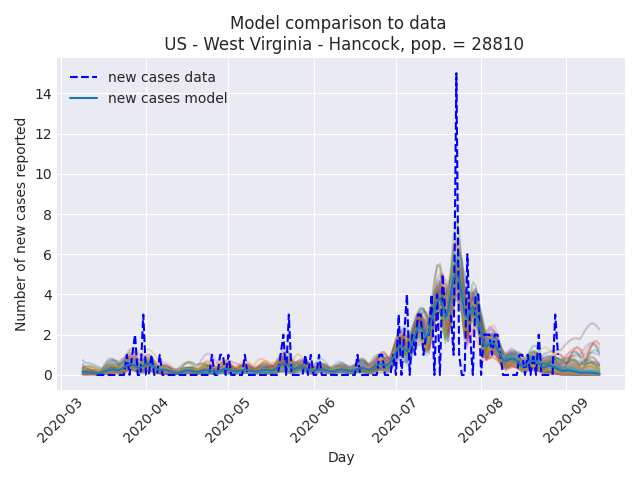 Model comparison to data
US - West Virginia - Hancock, pop. = 28810
new cases data
new cases model
Number of new cases reported
14
12
10
8
6
4
2
0
2020-03
2020-04
2020-05
2020-06
2020-07
2020-08
2020-09
Day